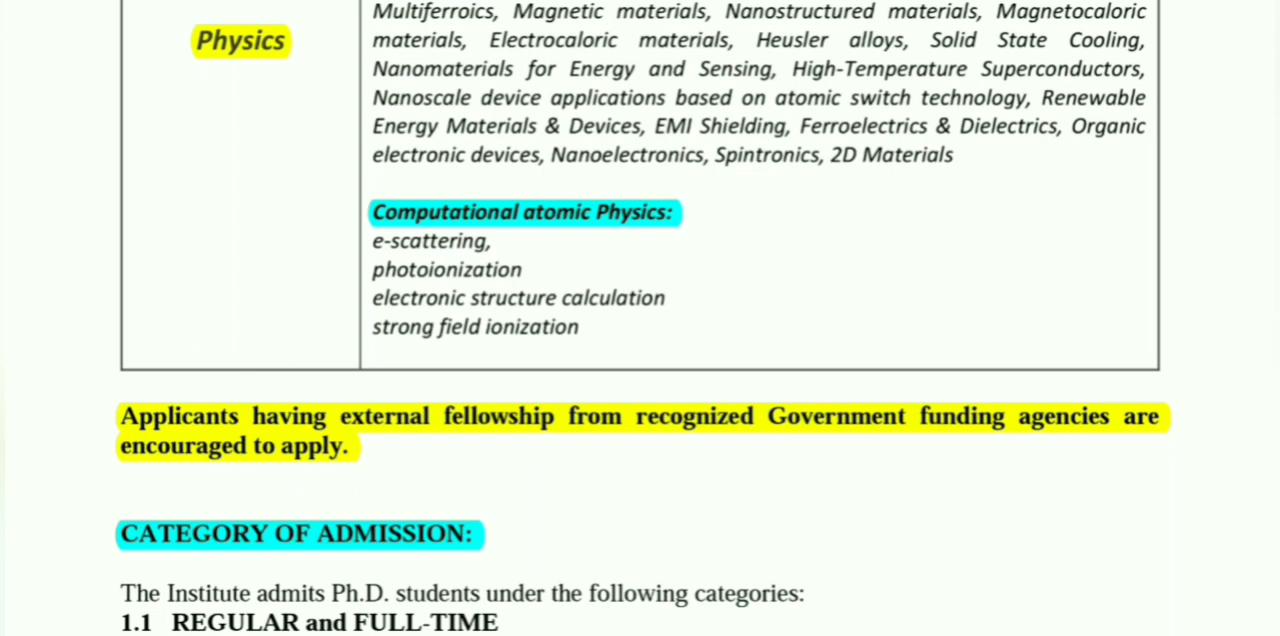 Multiferroics, Magnetic materials, Nanostructured materials, Magnetocaloric
Physics
materials, Electrocaloric materials, Heusler alloys, Solid State Cooling,
Nanomaterials for Energy and Sensing, High-Temperature Superconductors,
Nanoscale device applications based on atomic switch technology, Renewable
Energy Materials & Devices, EMI Shielding, Ferroelectrics & Dielectrics, Organic
electronic devices, Nanoelectronics, Spintronics, 2D Materials
Computational atomic Physics:
e-scattering,
photoionization
electronic structure calculation
strong field ionization
Applicants having external fellowship from recognized Government funding agencies are
encouraged to apply.
CATEGORY OF ADMISSION:
The Institute admits Ph.D. students under the following categories:
1.1 REGULAR and FULL-TIME